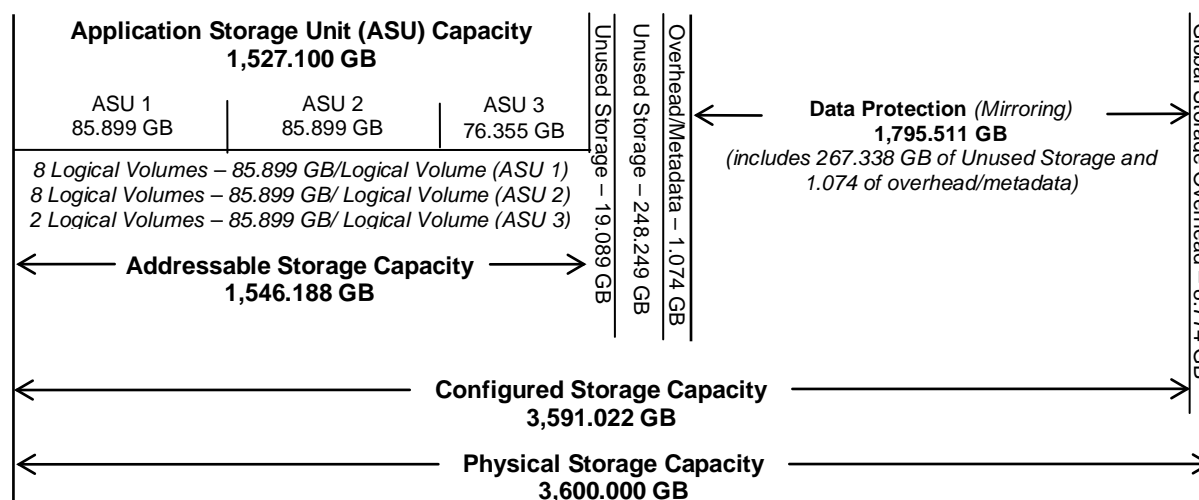 Application Storage Unit (ASU) Capacity
1,527.100 GB
ASU 1
85.899 GB
ASU 2
85.899 GB
ASU 3
76.355 GB
8 Logical Volumes – 85.899 GB/Logical Volume (ASU 1)
8 Logical Volumes – 85.899 GB/ Logical Volume (ASU 2)
2 Logical Volumes – 85.899 GB/ Logical Volume (ASU 3)
Addressable Storage Capacity
1,546.188 GB
Unused Storage – 19.089 GB
Unused Storage – 248.249 GB
Overhead/Metadata – 1.074 GB
Data Protection (Mirroring)
1,795.511 GB
(includes 267.338 GB of Unused Storage and
1.074 of overhead/metadata)
Global Storage Overhead – GB
Configured Storage Capacity
3,591.022 GB
Physical Storage Capacity
3,600.000 GB